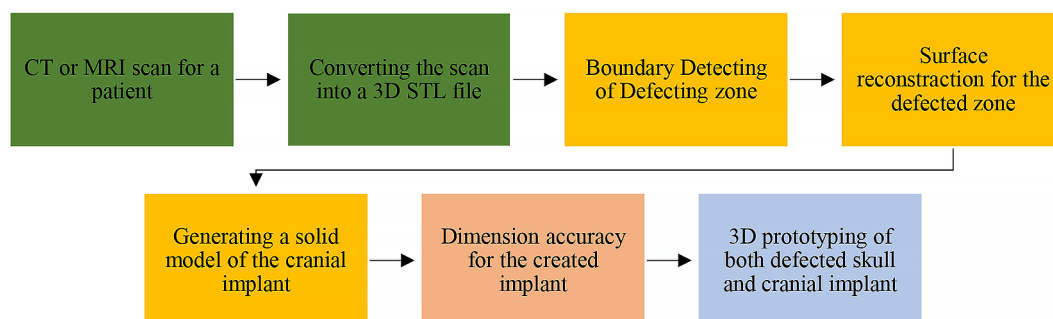 CT or MRI scan for a
patient
Converting the scan
into a 3D STL file
Boundary Detecting
of Defecting zone
Surface
reconstraction for the
defected zone
Generating a solid
model of the cranial
implant
Dimension accuracy
for the created
implant
3D prototyping of
both defected skull
and cranial implant